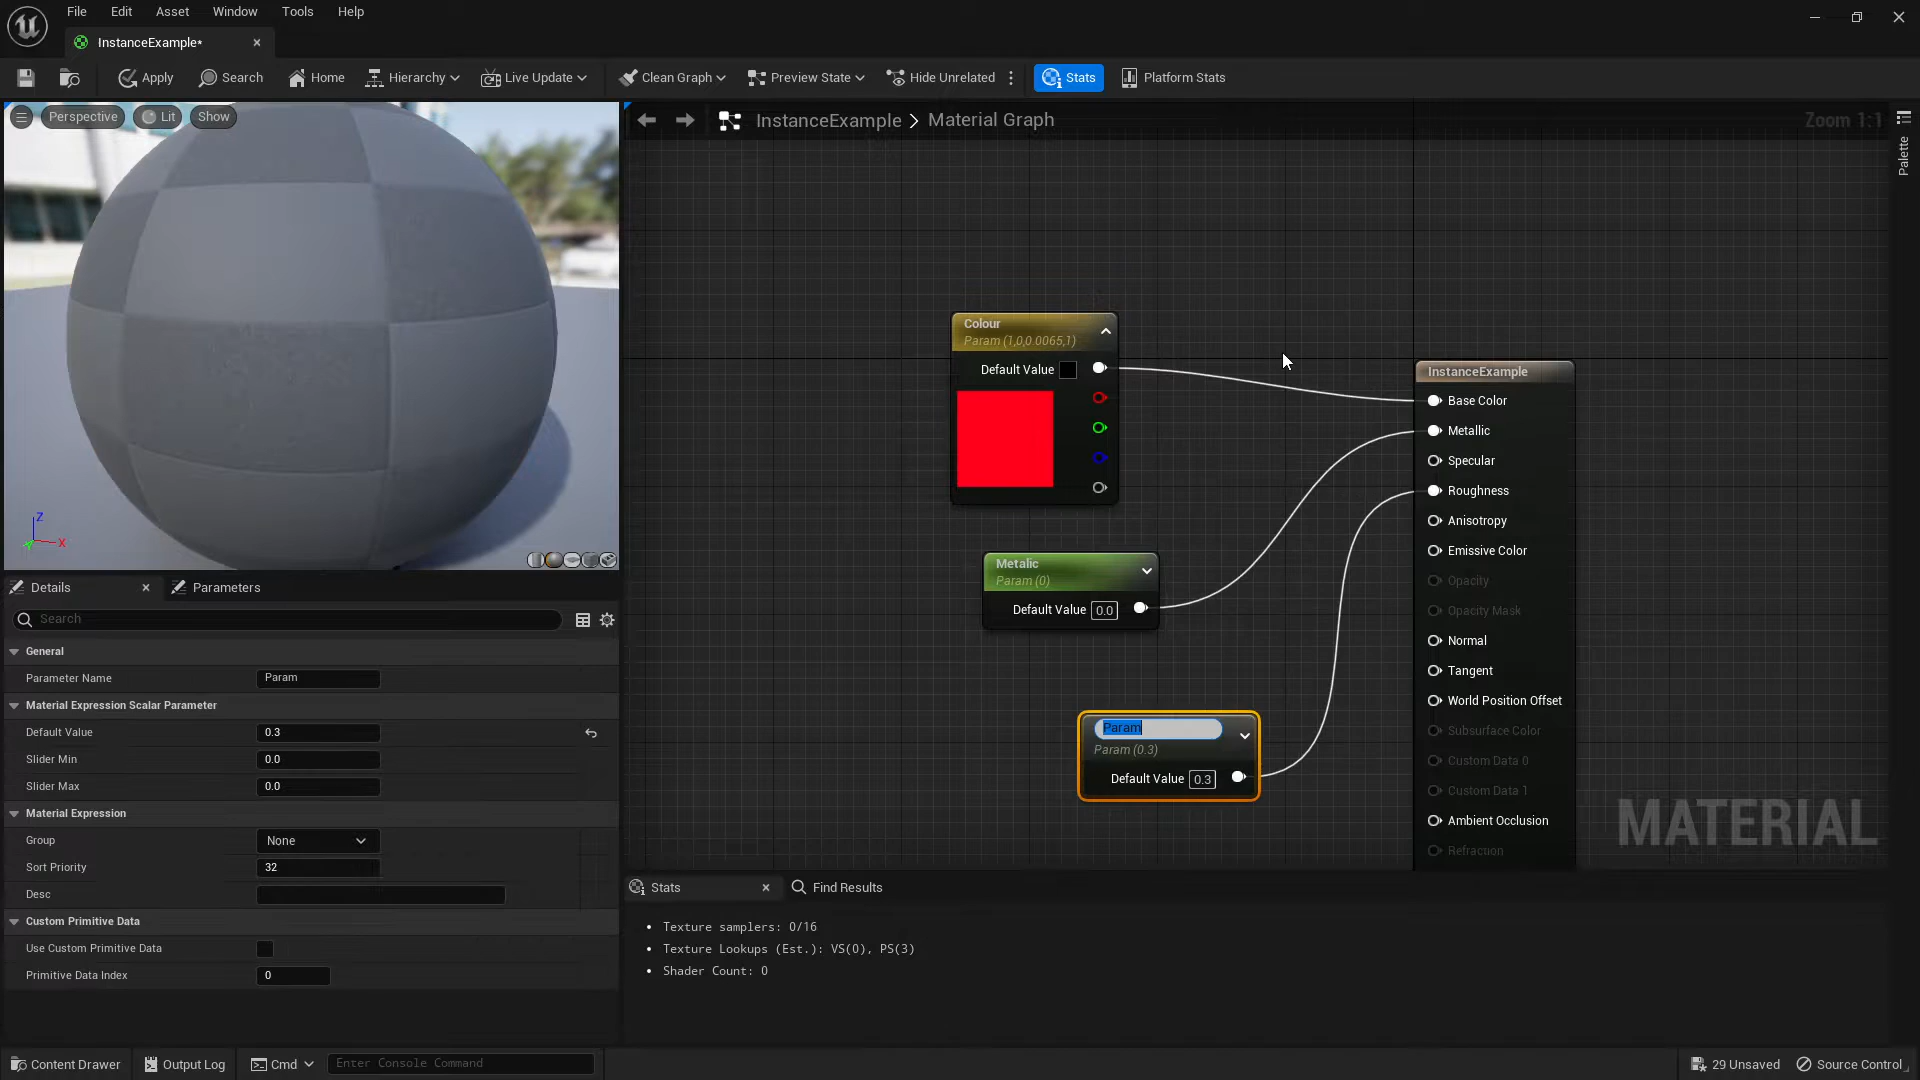 File Edit Asset Window Tools Help
InstanceExample*
Apply Search Home Hierarchy Live Update Clean Graph Preview State Hide Unrelated Stats Platform Stats
Perspective Lit Show
InstanceExample > Material Graph
Zoom 1:1
Palette
Colour
Param (1,0,0.0065,1)
Default Value
Metalic
Param (0)
Default Value 0.0
Param
Param (0.3)
Default Value 0.3
InstanceExample
Base Color
Metallic
Specular
Roughness
Anisotropy
Emissive Color
Opacity
Opacity Mask
Normal
Tangent
World Position Offset
Subsurface Color
Custom Data 0
Custom Data 1
Ambient Occlusion
Refraction
MATERIAL
Z
X
Details Parameters
Search
General
Parameter Name Param
Material Expression Scalar Parameter
Default Value 0.3
Slider Min 0.0
Slider Max 0.0
Material Expression
Group None
Sort Priority 32
Desc
Custom Primitive Data
Use Custom Primitive Data
Primitive Data Index 0
Stats Find Results
• Texture samplers: 0/16
• Texture Lookups (Est.): VS(0), PS(3)
• Shader Count: 0
Content Drawer Output Log Cmd Enter Console Command 29 Unsaved Source Control